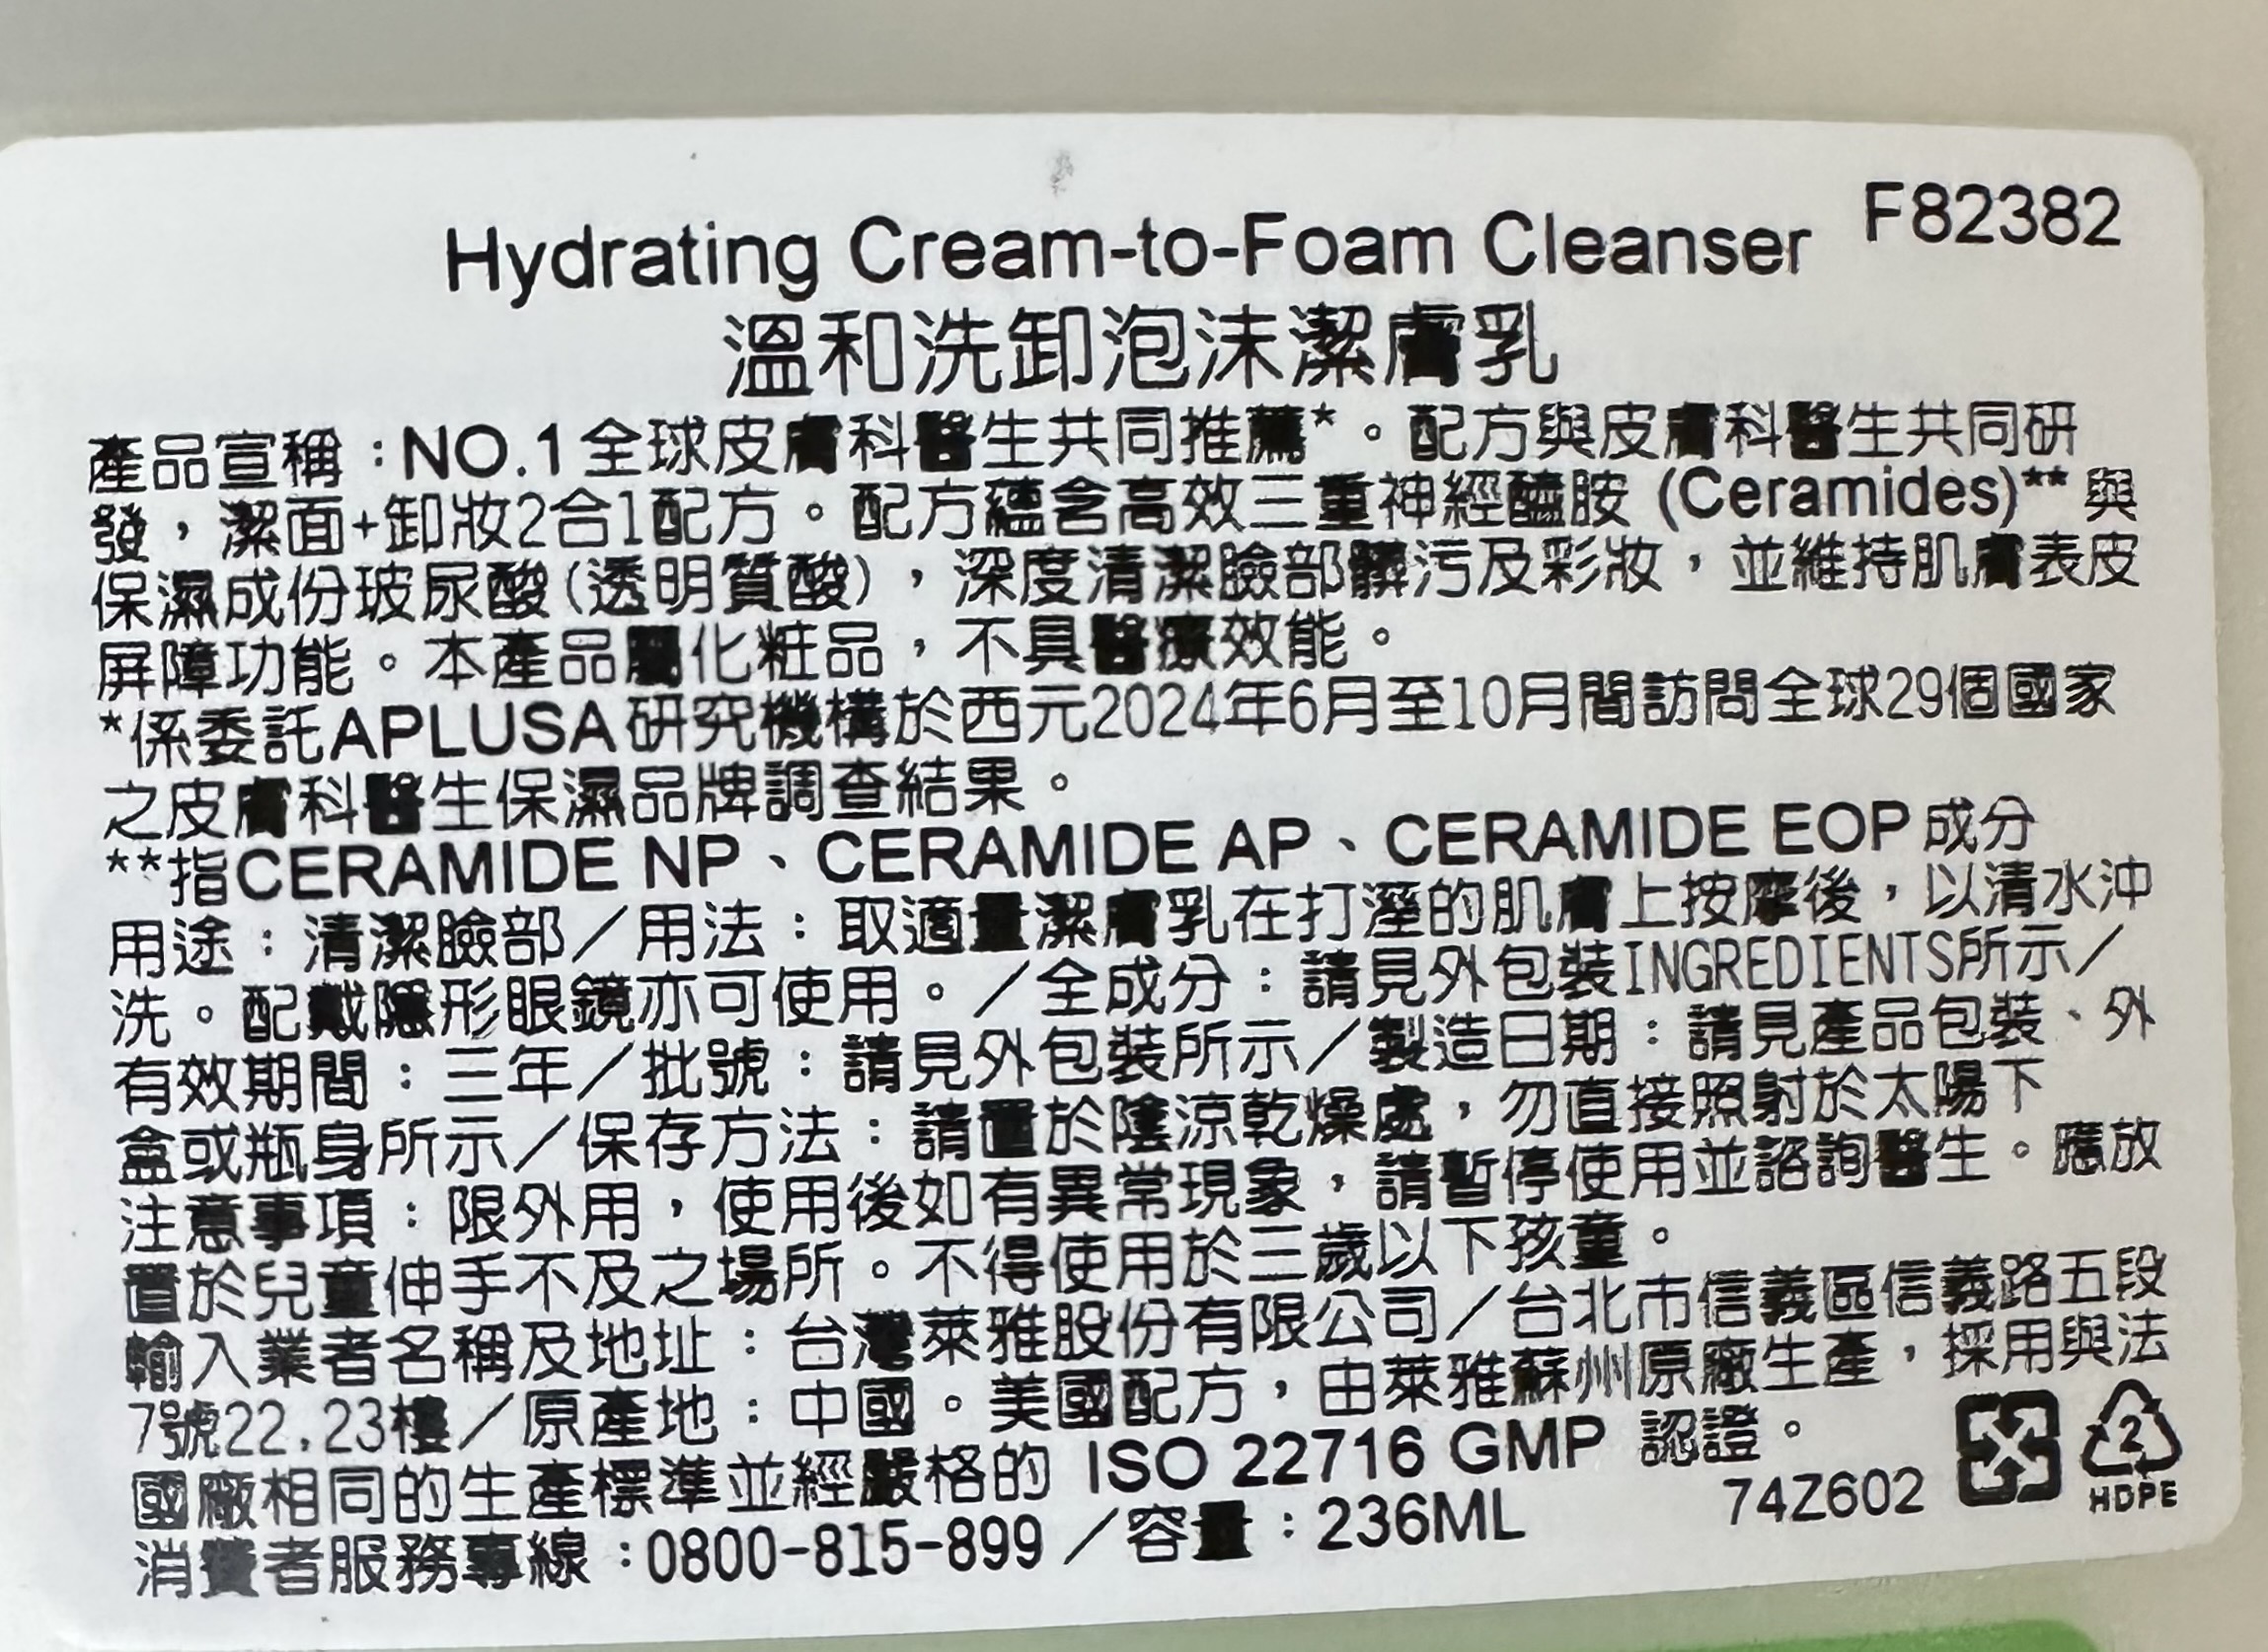 Hydrating Cream-to-Foam Cleanser F82382
溫和洗卸泡沫潔膚乳
產品宣稱：NO.1全球皮膚科醫生共同推薦*。配方與皮膚科醫生共同研
發，潔面+卸妝2合1配方。配方蘊含高效三重神經醯胺 (Ceramides)**與
保濕成份玻尿酸(透明質酸)，深度清潔臉部髒污及彩妝，並維持肌膚表皮
屏障功能。本產品屬化粧品，不具醫療效能。
*係委託APLUSA研究機構於西元2024年6月至10月間訪問全球29個國家
之皮膚科醫生保濕品牌調查結果。
**指CERAMIDE NP、CERAMIDE AP、CERAMIDE EOP成分
用途：清潔臉部／用法：取適量潔膚乳在打溼的肌膚上按摩後，以清水沖
洗。配戴隱形眼鏡亦可使用。／全成分：請見外包裝INGREDIENTS所示／
有效期間：三年／批號：請見外包裝所示／製造日期：請見產品包裝、外
盒或瓶身所示／保存方法：請置於陰涼乾燥處，勿直接照射於太陽下
注意事項：限外用，使用後如有異常現象，請暫停使用並諮詢醫生。應放
置於兒童伸手不及之場所。不得使用於三歲以下孩童。
輸入業者名稱及地址：台灣萊雅股份有限公司／台北市信義區信義路五段
7號22,23樓／原產地：中國。美國配方，由萊雅蘇州原廠生產，採用與法
國廠相同的生產標準並經嚴格的 ISO 22716 GMP 認證。
消費者服務專線：0800-815-899／容量：236ML 74Z602
2
HDPE